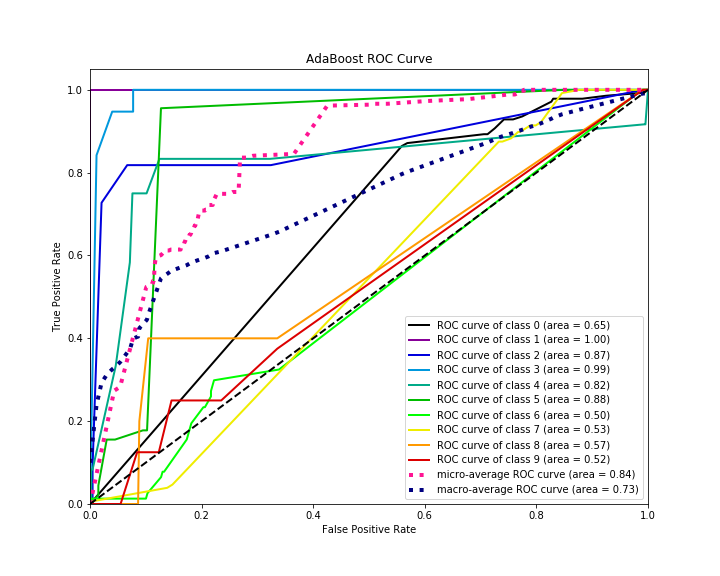 AdaBoost ROC Curve
True Positive Rate
1.0
0.8
0.6
0.4
0.2
0.0
ROC curve of class 0 (area = 0.65)
ROC curve of class 1 (area = 1.00)
ROC curve of class 2 (area = 0.87)
ROC curve of class 3 (area = 0.99)
ROC curve of class 4 (area = 0.82)
ROC curve of class 5 (area = 0.88)
ROC curve of class 6 (area = 0.50)
ROC curve of class 7 (area = 0.53)
ROC curve of class 8 (area = 0.57)
ROC curve of class 9 (area = 0.52)
micro-average ROC curve (area = 0.84)
macro-average ROC curve (area = 0.73)
0.0 0.2 0.4 0.6 0.8 1.0
False Positive Rate